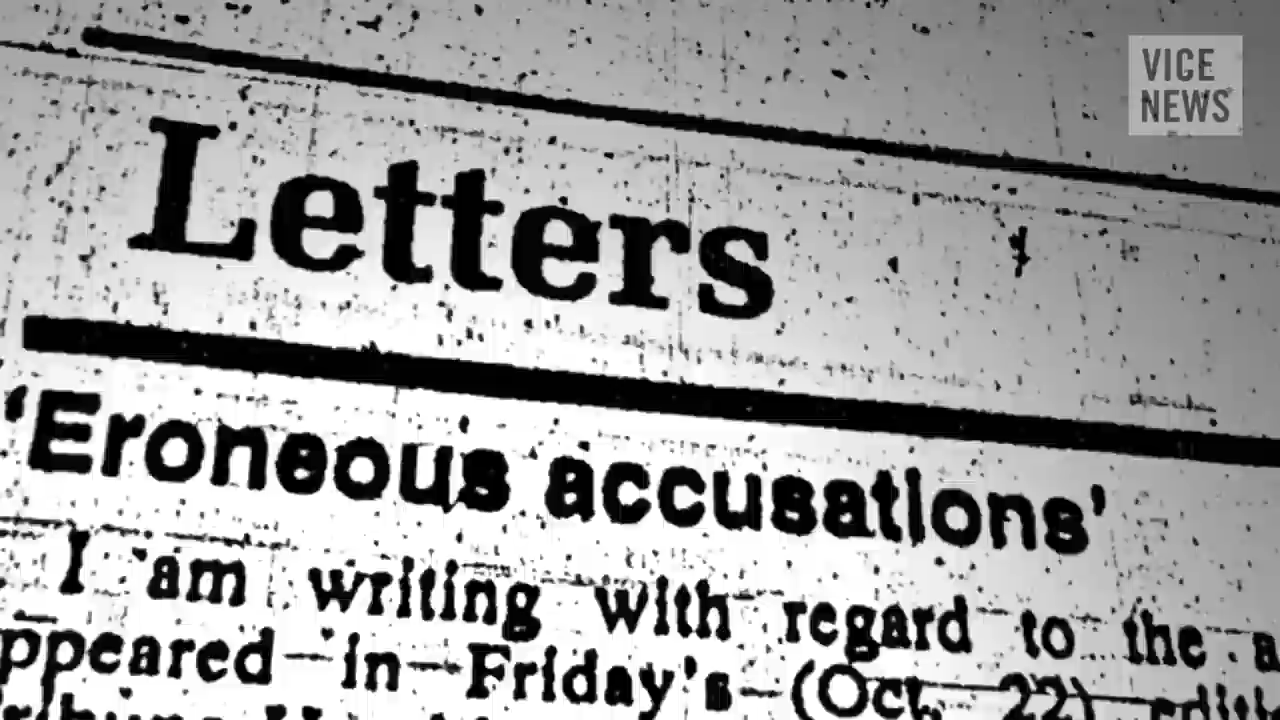 VICE
NEWS
Letters
'Eroneous accusations'
I am writing with regard to the
ppeared in Friday's (Oct. 22)